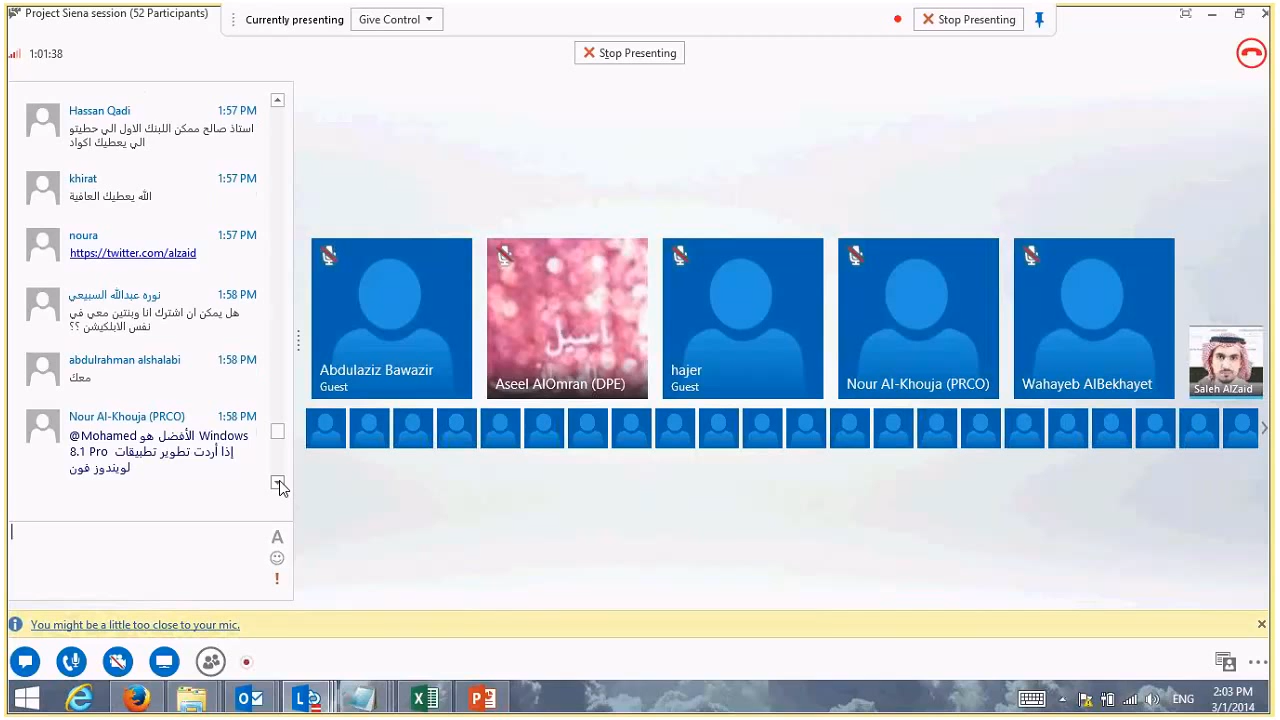 Project Siena session (52 Participants)
Currently presenting
Give Control
Stop Presenting
1:01:38
Stop Presenting
Hassan Qadi 1:57 PM
استاذ صالح ممكن اللينك الاول الي حطيتو
الي يعطيك اكواد
khirat 1:57 PM
الله يعطيك العافية
noura 1:57 PM
https://twitter.com/alzaid
نوره عبدالله السبيعي 1:58 PM
هل يمكن ان اشترك انا وبنتين معي في
نفس الابلكيشن ؟؟
abdulrahman alshalabi 1:58 PM
معك
Nour Al-Khouja (PRCO) 1:58 PM
@Mohamed الأفضل هو Windows
8.1 Pro إذا أردت تطوير تطبيقات
لويندوز فون
Abdulaziz Bawazir
Guest
باسيل
Aseel AlOmran (DPE)
hajer
Guest
Nour Al-Khouja (PRCO)
Wahayeb AlBekhayet
Saleh AlZaid
A
!
You might be a little too close to your mic.
ENG
2:03 PM
3/1/2014